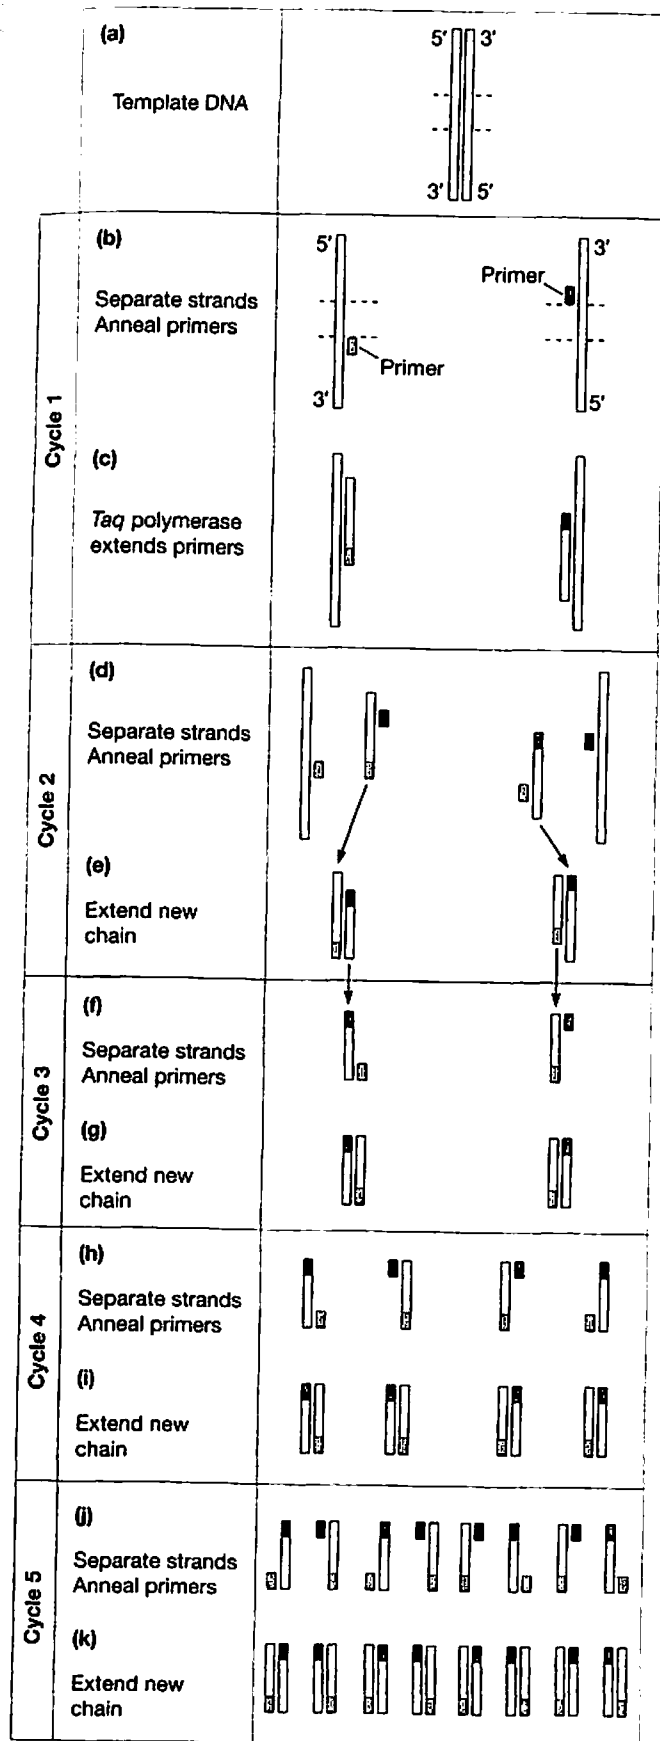 (a)
5′ 3′
Template DNA
3′ 5′
Cycle 1
(b)
5′ 3′
Separate strands
Anneal primers
Primer
Primer
3′ 5′
(c)
Taq polymerase
extends primers
Cycle 2
(d)
Separate strands
Anneal primers
(e)
Extend new
chain
Cycle 3
(f)
Separate strands
Anneal primers
(g)
Extend new
chain
Cycle 4
(h)
Separate strands
Anneal primers
(i)
Extend new
chain
Cycle 5
(j)
Separate strands
Anneal primers
(k)
Extend new
chain